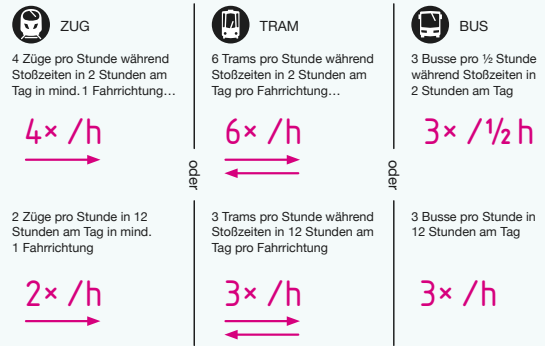 ZUG
4 Züge pro Stunde während
Stoßzeiten in 2 Stunden am
Tag in mind. 1 Fahrrichtung…
4× /h
2 Züge pro Stunde in 12
Stunden am Tag in mind.
1 Fahrrichtung
2× /h
oder
TRAM
6 Trams pro Stunde während
Stoßzeiten in 2 Stunden am
Tag pro Fahrrichtung…
6× /h
3 Trams pro Stunde während
Stoßzeiten in 12 Stunden am
Tag pro Fahrrichtung
3× /h
oder
BUS
3 Busse pro ½ Stunde
während Stoßzeiten in
2 Stunden am Tag
3× /½ h
3 Busse pro Stunde in
12 Stunden am Tag
3× /h